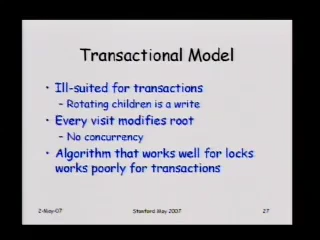 Transactional Model
• Ill-suited for transactions
– Rotating children is a write
• Every visit modifies root
– No concurrency
• Algorithm that works well for locks
works poorly for transactions
2-May-07 Stanford May 2007 27